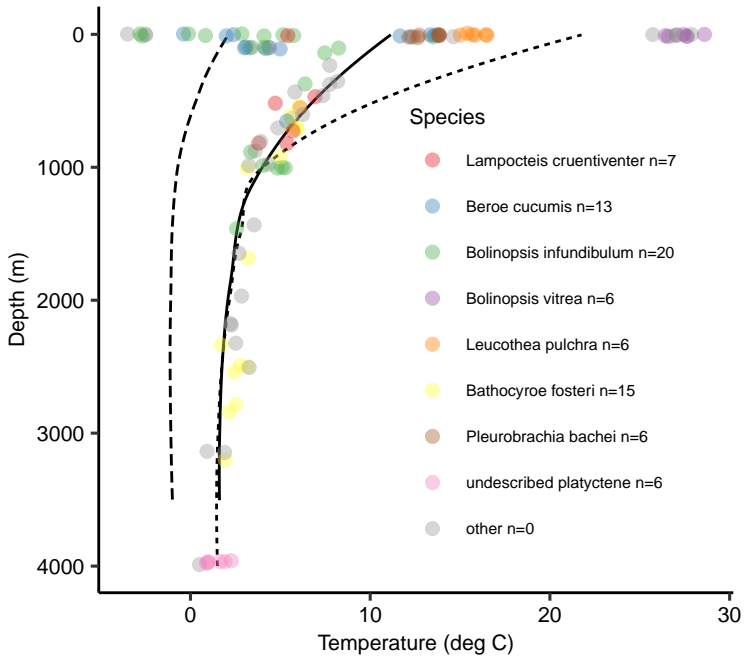 0
1000
2000
3000
4000
Depth (m)
Species
Lampocteis cruentiventer n=7
Beroe cucumis n=13
Bolinopsis infundibulum n=20
Bolinopsis vitrea n=6
Leucothea pulchra n=6
Bathocyroe fosteri n=15
Pleurobrachia bachei n=6
undescribed platyctene n=6
other n=0
0 10 20 30
Temperature (deg C)